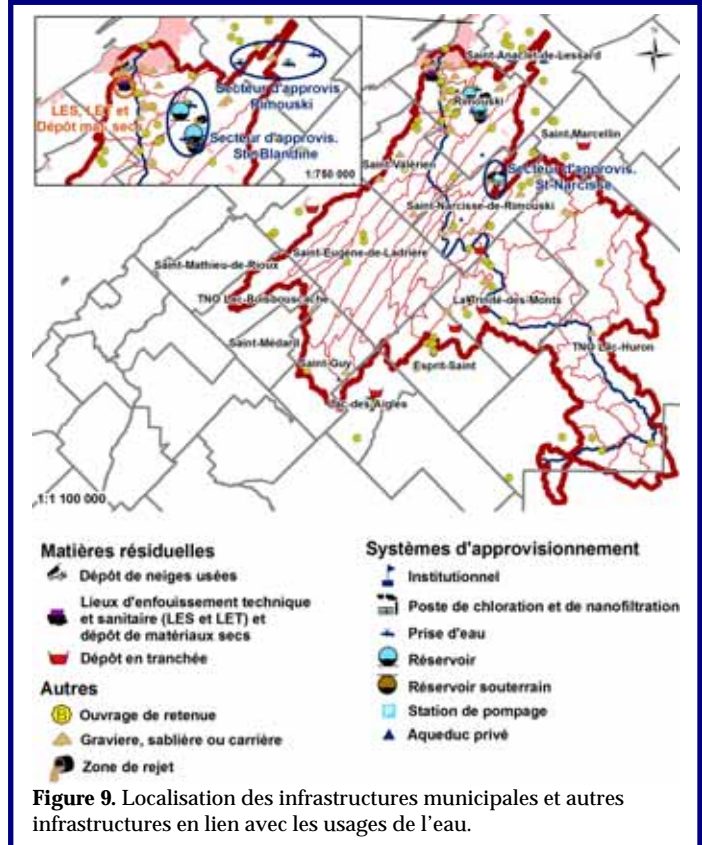 Saint-Anaclet-de-Lessard
Secteur d'approvis.
Rimouski
LES, LET et
Dépôt mat. secs
Secteur d'approvis.
Ste-Blandine
1:750 000
Rimouski
Saint-Marcellin
Saint-Valérien
Secteur d'approvis.
St-Narcisse
Saint-Narcisse-de-Rimouski
Saint-Eugène-de-Ladrière
Saint-Mathieu-de-Rioux
TNO Lac-Boisbouscache
La Trinité-des-Monts
Saint-Médard
TNO Lac-Huron
Saint-Guy
Esprit-Saint
Lac-des-Aigles
1:1 100 000
Matières résiduelles
Dépôt de neiges usées
Lieux d'enfouissement technique
et sanitaire (LES et LET) et
dépôt de matériaux secs
Dépôt en tranchée
Autres
Ouvrage de retenue
Graviere, sablière ou carrière
Zone de rejet
Systèmes d'approvisionnement
Institutionnel
Poste de chloration et de nanofiltration
Prise d'eau
Réservoir
Réservoir souterrain
Station de pompage
Aqueduc privé
Figure 9. Localisation des infrastructures municipales et autres
infrastructures en lien avec les usages de l'eau.